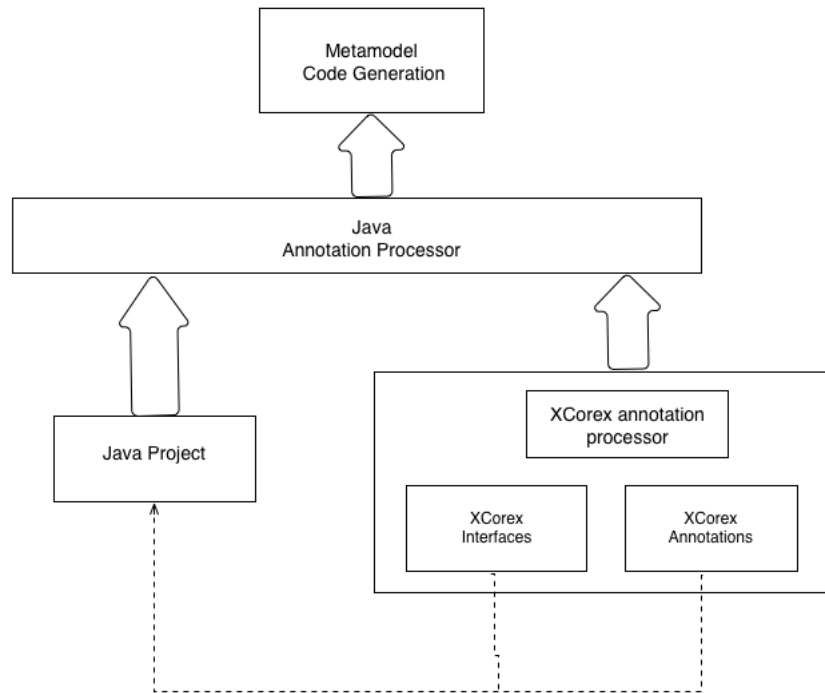 Metamodel
Code Generation
Java
Annotation Processor
Java Project
XCorex annotation
processor
XCorex
Interfaces
XCorex
Annotations